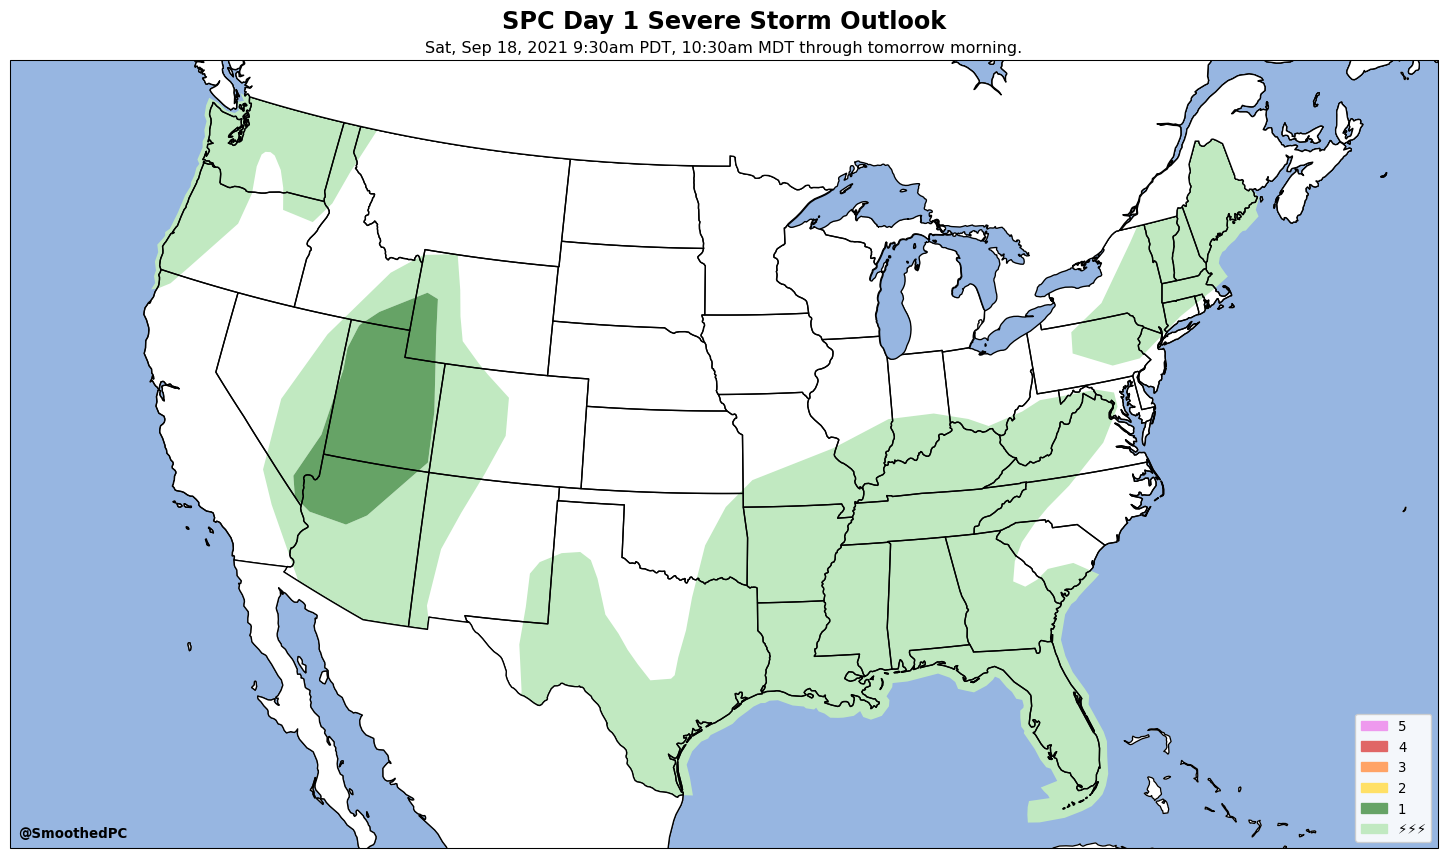 SPC Day 1 Severe Storm Outlook
Sat, Sep 18, 2021 9:30am PDT, 10:30am MDT through tomorrow morning.
5
4
3
2
1
⚡⚡⚡
@SmoothedPC